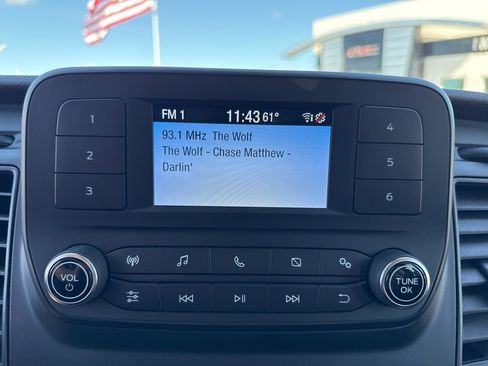 FM 1 11:43 61°
93.1 MHz The Wolf
The Wolf - Chase Matthew -
Darlin'
1
2
3
4
5
6
VOL
TUNE
OK